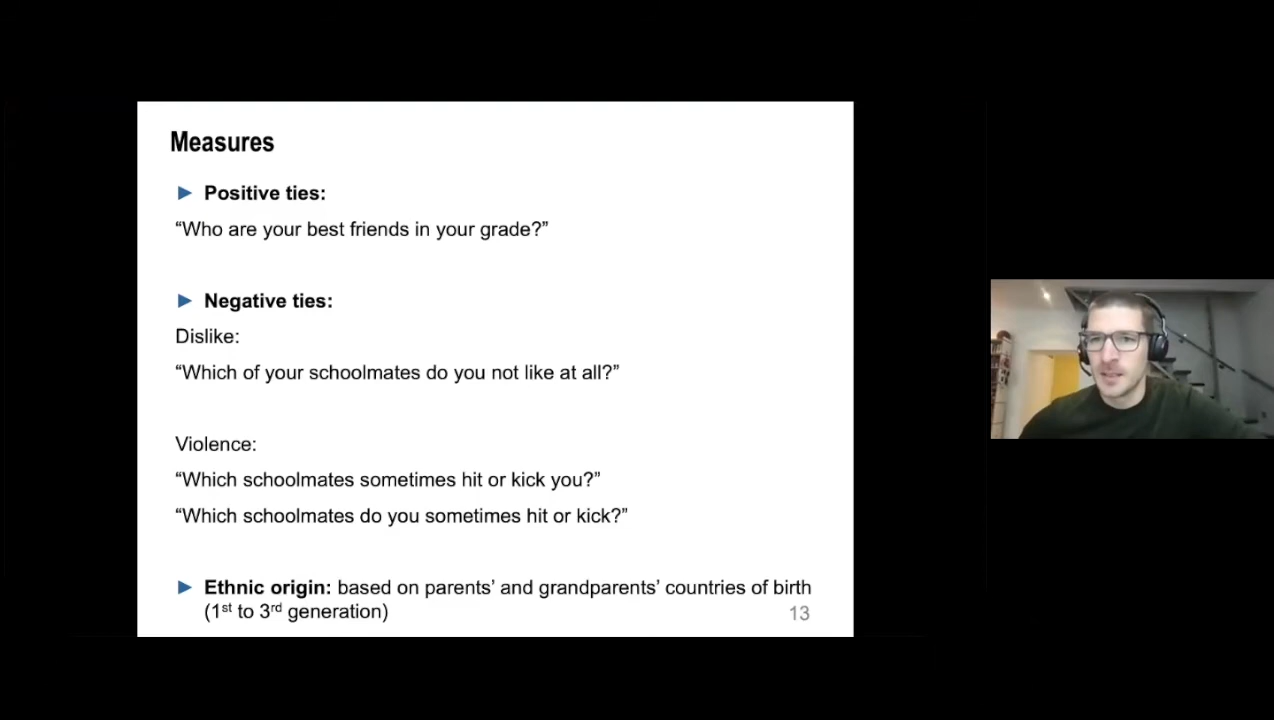 Measures
► Positive ties:
“Who are your best friends in your grade?”
► Negative ties:
Dislike:
“Which of your schoolmates do you not like at all?”
Violence:
“Which schoolmates sometimes hit or kick you?”
“Which schoolmates do you sometimes hit or kick?”
► Ethnic origin: based on parents’ and grandparents’ countries of birth
(1st to 3rd generation)
13